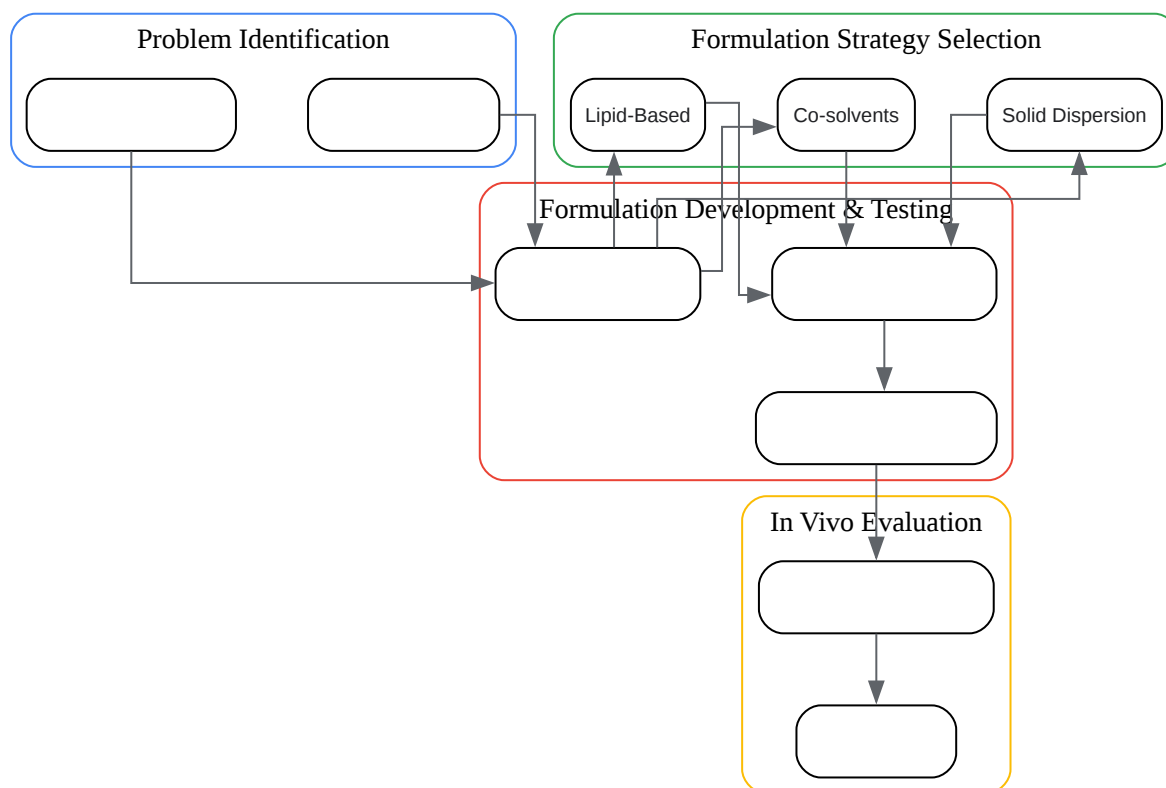 Problem Identification
Formulation Strategy Selection
Lipid-Based
Co-solvents
Solid Dispersion
Formulation Development & Testing
In Vivo Evaluation